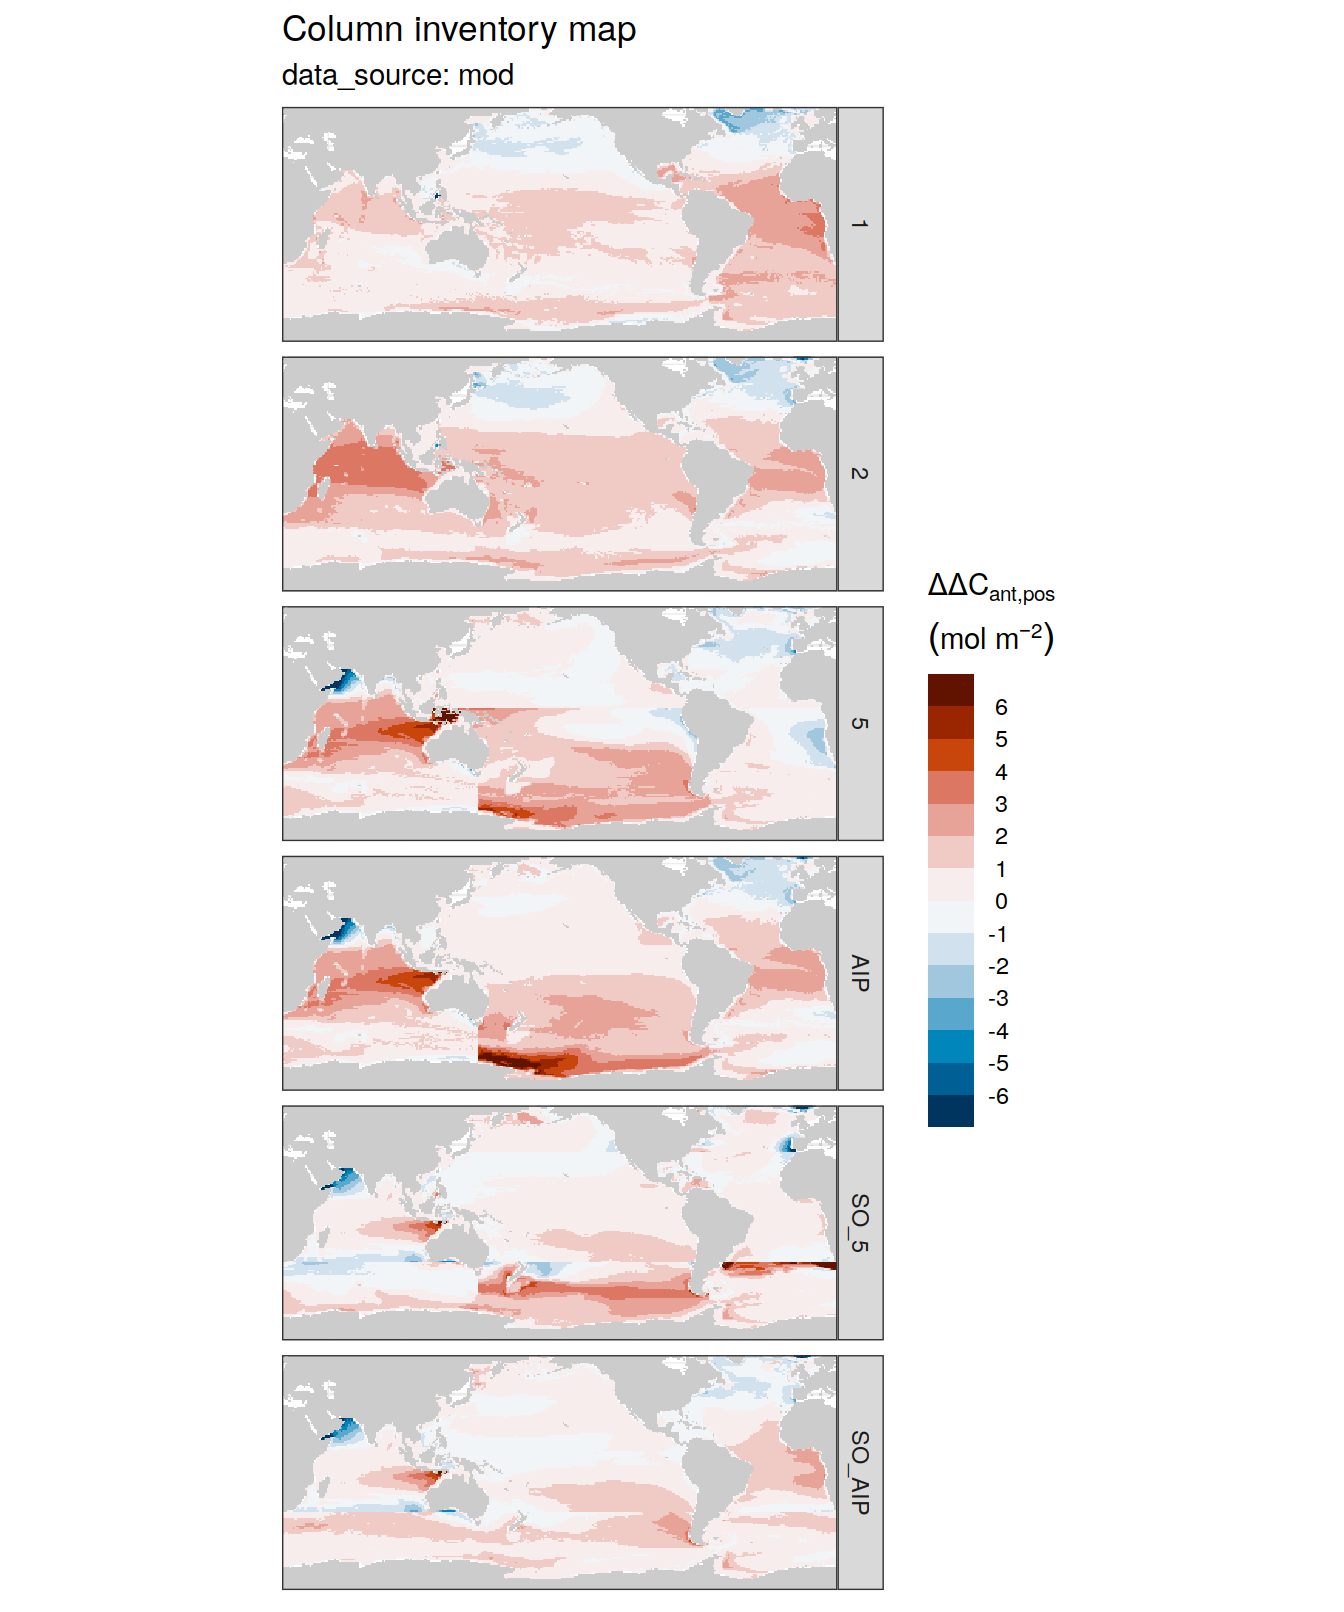 Column inventory map
data_source: mod
1
2
5
AIP
SO_5
SO_AIP
ΔΔCant,pos
(mol m−2)
6
5
4
3
2
1
0
-1
-2
-3
-4
-5
-6